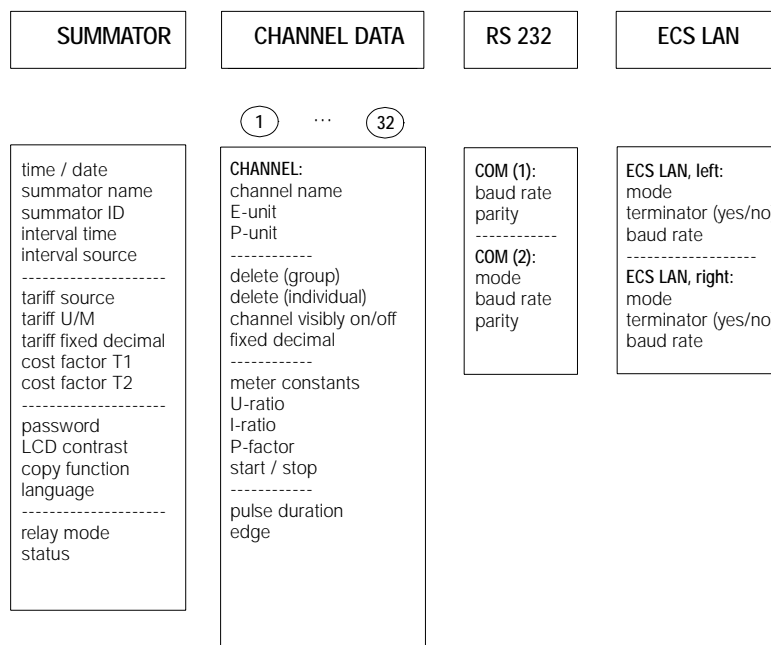 SUMMATOR
CHANNEL DATA
RS 232
ECS LAN
1 ... 32
time / date
summator name
summator ID
interval time
interval source
---------------------
tariff source
tariff U/M
tariff fixed decimal
cost factor T1
cost factor T2
---------------------
password
LCD contrast
copy function
language
---------------------
relay mode
status
CHANNEL:
channel name
E-unit
P-unit
------------
delete (group)
delete (individual)
channel visibly on/off
fixed decimal
------------
meter constants
U-ratio
I-ratio
P-factor
start / stop
------------
pulse duration
edge
COM (1):
baud rate
parity
------------
COM (2):
mode
baud rate
parity
ECS LAN, left:
mode
terminator (yes/no
baud rate
------------------
ECS LAN, right:
mode
terminator (yes/no
baud rate